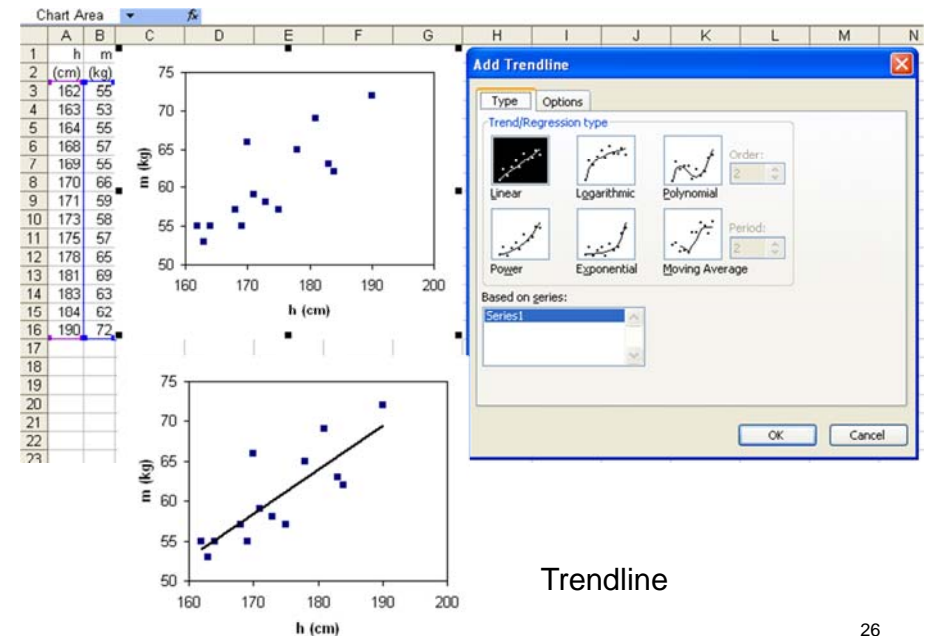 Chart Area fx
A B C D E F G H I J K L M N
1 h m
2 (cm) (kg)
3 162 55
4 163 53
5 164 55
6 168 57
7 169 55
8 170 66
9 171 59
10 173 58
11 175 57
12 178 65
13 181 69
14 183 63
15 184 62
16 190 72
17
18
19
20
21
22
23
75
70
65
60
55
50
m (kg)
160 170 180 190 200
h (cm)
Add Trendline
Type Options
Trend/Regression type
Order:
2
Linear Logarithmic Polynomial
Period:
2
Power Exponential Moving Average
Based on series:
Series1
OK Cancel
75
70
65
60
55
50
m (kg)
160 170 180 190 200
h (cm)
Trendline
26